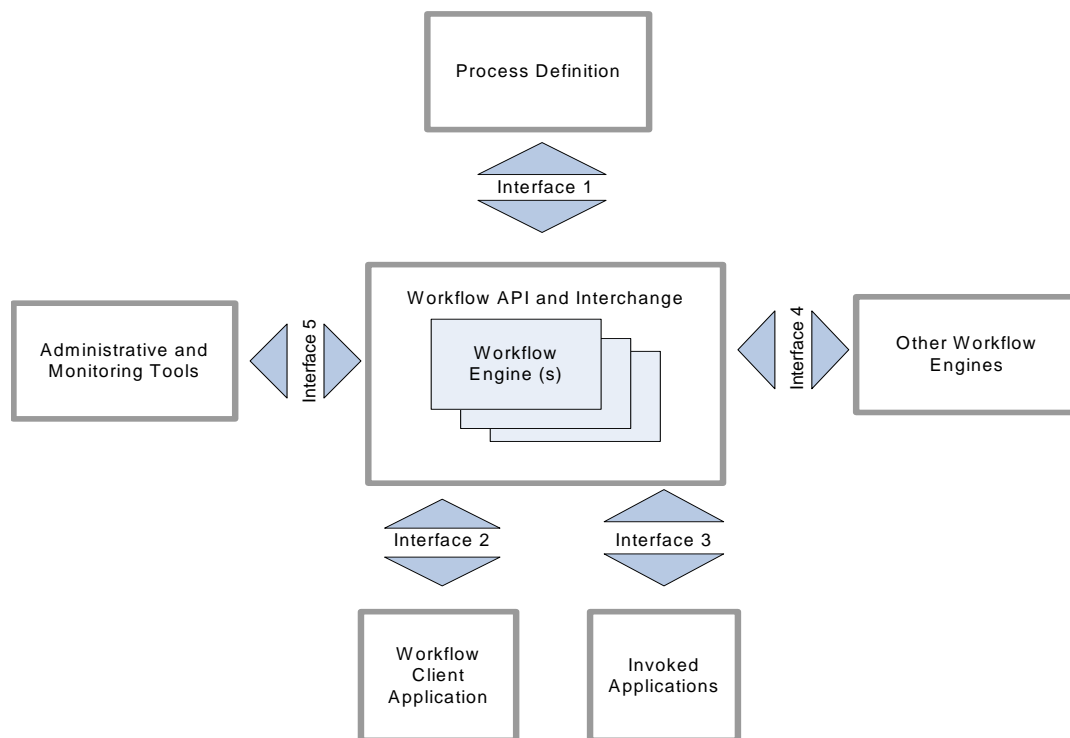 Process Definition
Interface 1
Workflow API and Interchange
Workflow
Engine (s)
Administrative and
Monitoring Tools
Interface 5
Interface 4
Other Workflow
Engines
Interface 2
Interface 3
Workflow
Client
Application
Invoked
Applications